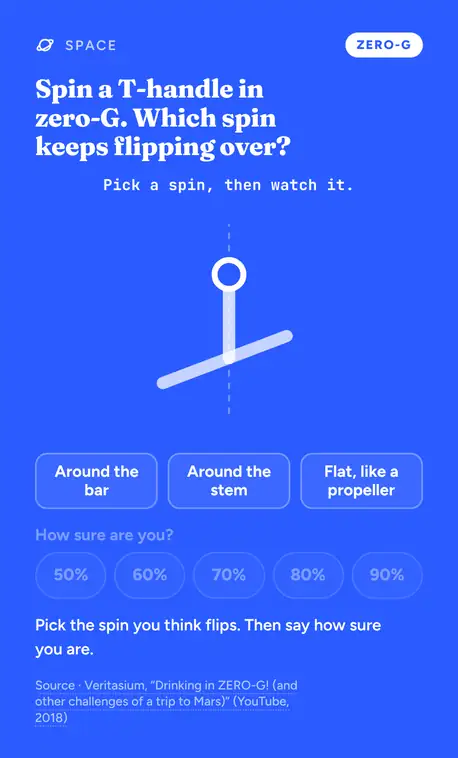 SPACE
ZERO-G
Spin a T-handle in
zero-G. Which spin
keeps flipping over?
Pick a spin, then watch it.
Around the
bar
Around the
stem
Flat, like a
propeller
How sure are you?
50%
60%
70%
80%
90%
Pick the spin you think flips. Then say how sure
you are.
Source · Veritasium, “Drinking in ZERO-G! (and
other challenges of a trip to Mars)” (YouTube,
2018)